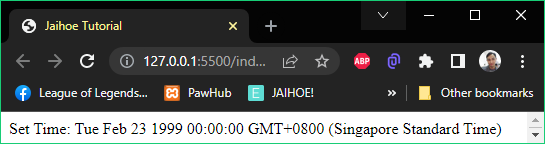 Jaihoe Tutorial
127.0.0.1:5500/ind...
ABP
League of Legends... PawHub E JAIHOE! » Other bookmarks
Set Time: Tue Feb 23 1999 00:00:00 GMT+0800 (Singapore Standard Time)